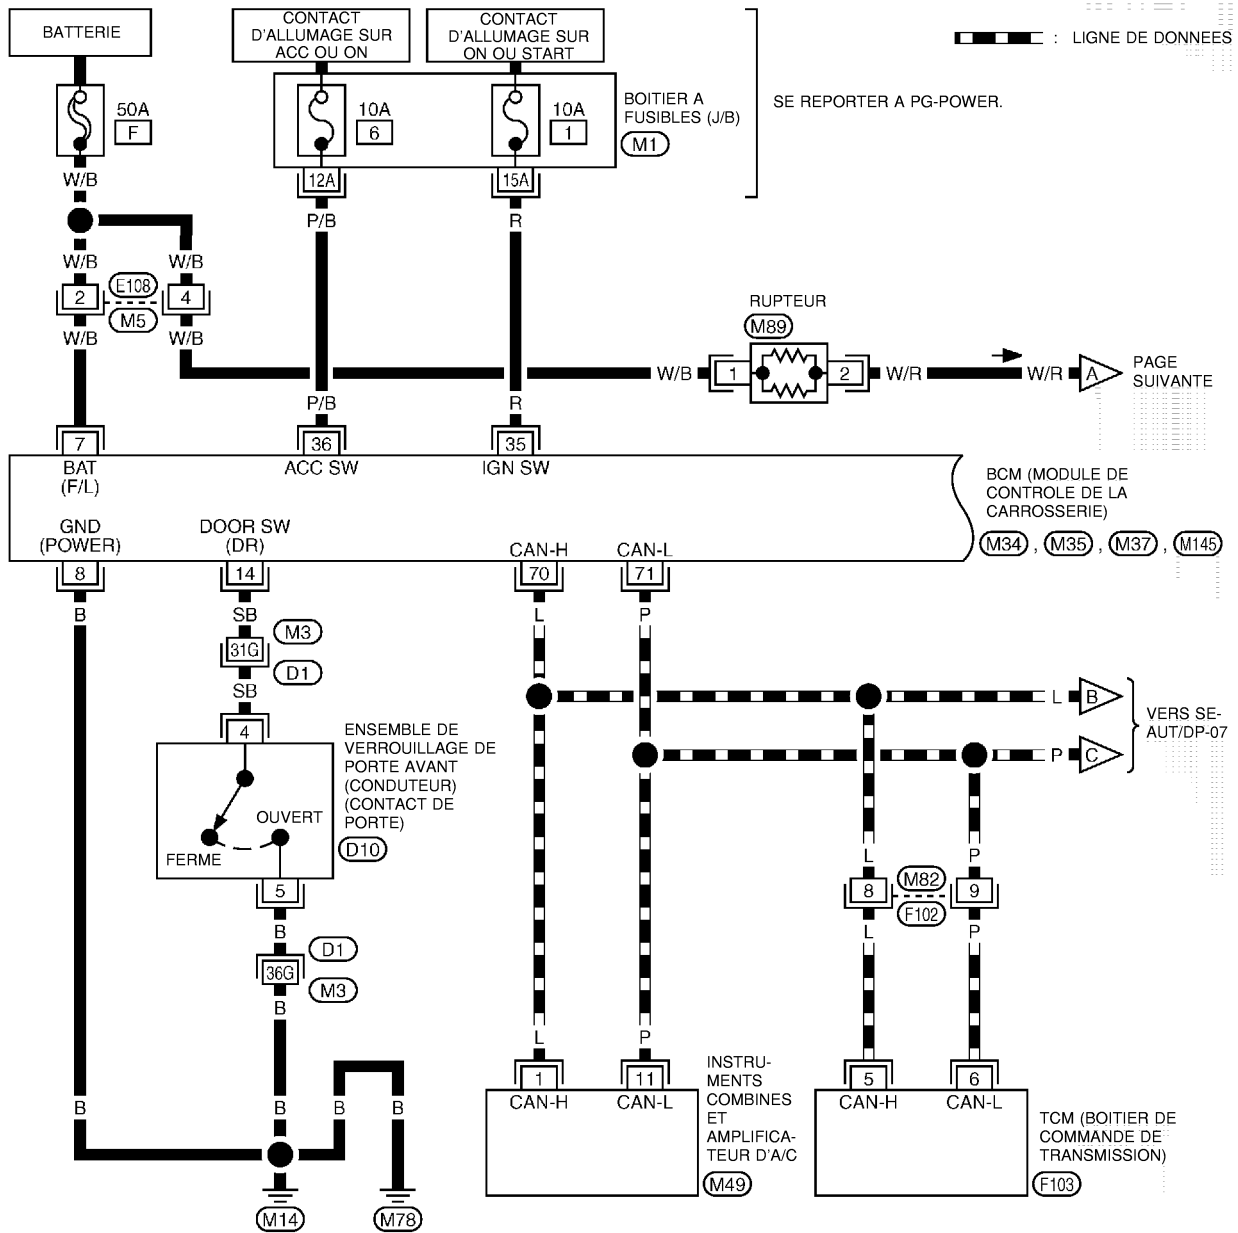 BATTERIE
CONTACT
D'ALLUMAGE SUR
ACC OU ON
CONTACT
D'ALLUMAGE SUR
ON OU START
: LIGNE DE DONNEES
50A
F
10A
6
10A
1
BOITIER A
FUSIBLES (J/B)
M1
SE REPORTER A PG-POWER.
12A
15A
W/B
P/B
R
W/B
W/B
2
E108
M5
4
W/B
W/B
RUPTEUR
M89
W/B
1
2
W/R
W/R
A
PAGE
SUIVANTE
P/B
R
7
36
35
BAT
(F/L)
ACC SW
IGN SW
BCM (MODULE DE
CONTROLE DE LA
CARROSSERIE)
M34 , M35 , M37 , M145
GND
(POWER)
DOOR SW
(DR)
CAN-H
CAN-L
8
14
70
71
B
SB
L
P
31G
M3
D1
SB
4
L
B
P
C
VERS SE-
AUT/DP-07
ENSEMBLE DE
VERROUILLAGE DE
PORTE AVANT
(CONDUTEUR)
(CONTACT DE
PORTE)
D10
OUVERT
FERME
5
L
P
8
M82
F102
9
L
P
B
D1
36G
M3
B
L
P
1
11
5
6
CAN-H
CAN-L
CAN-H
CAN-L
INSTRU-
MENTS
COMBINES
ET
AMPLIFICA-
TEUR D'A/C
M49
TCM (BOITIER DE
COMMANDE DE
TRANSMISSION)
F103
B
B
B
B
M14
M78